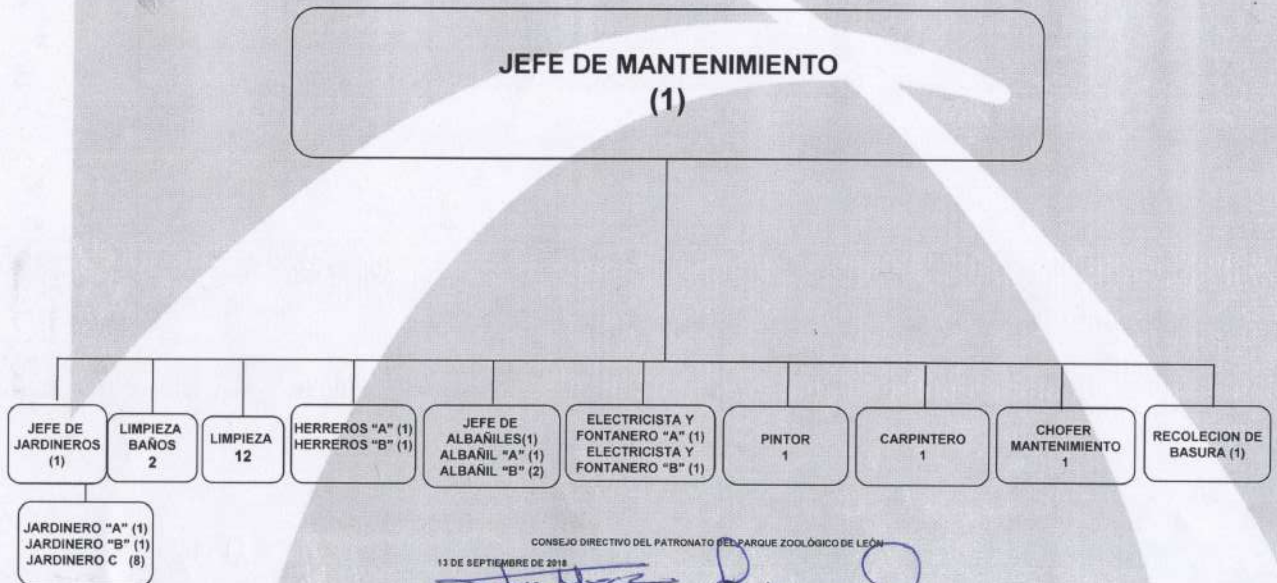 JEFE DE MANTENIMIENTO
(1)
JEFE DE
JARDINEROS
(1)
LIMPIEZA
BAÑOS
2
LIMPIEZA
12
HERREROS "A" (1)
HERREROS "B" (1)
JEFE DE
ALBAÑILES(1)
ALBAÑIL "A" (1)
ALBAÑIL "B" (2)
ELECTRICISTA Y
FONTANERO "A" (1)
ELECTRICISTA Y
FONTANERO "B" (1)
PINTOR
1
CARPINTERO
1
CHOFER
MANTENIMIENTO
1
RECOLECION DE
BASURA (1)
JARDINERO "A" (1)
JARDINERO "B" (1)
JARDINERO C (8)
CONSEJO DIRECTIVO DEL PATRONATO DEL PARQUE ZOOLÓGICO DE LEÓN
13 DE SEPTIEMBRE DE 2018